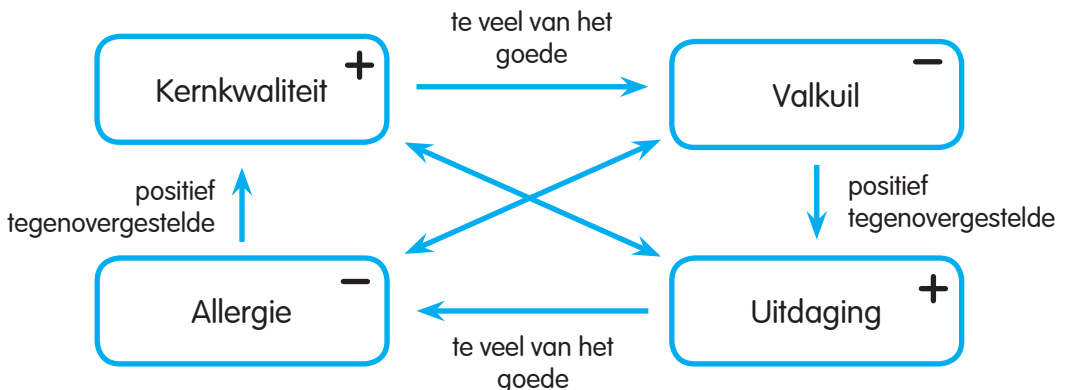 te veel van het
goede
Kernkwaliteit +
Valkuil −
positief
tegenovergestelde
positief
tegenovergestelde
Allergie −
Uitdaging +
te veel van het
goede